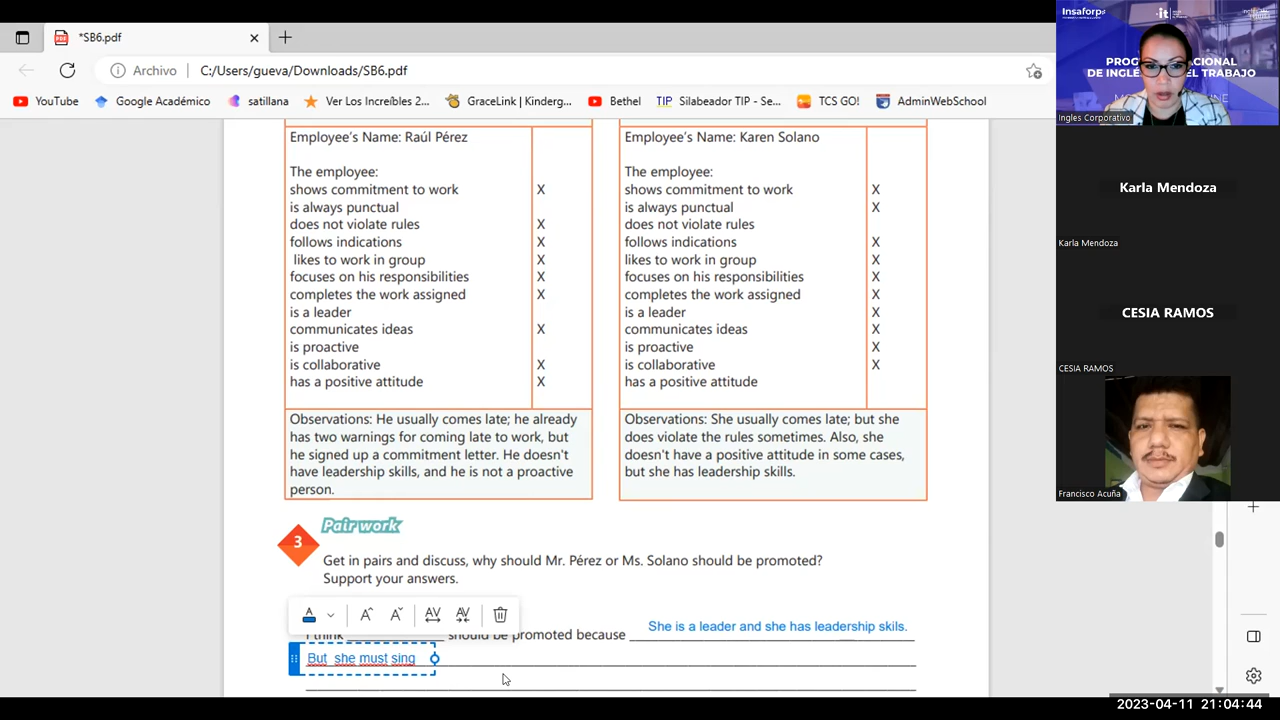 *SB6.pdf
Archivo
C:/Users/gueva/Downloads/SB6.pdf
YouTube
Google Académico
satillana
Ver Los Increíbles 2...
GraceLink | Kinderg...
Bethel
TIP
Silabeador TIP - Se...
TCS GO!
AdminWebSchool
Employee's Name: Raúl Pérez
The employee:
shows commitment to work X
is always punctual
does not violate rules X
follows indications X
likes to work in group X
focuses on his responsibilities X
completes the work assigned X
is a leader
communicates ideas X
is proactive
is collaborative X
has a positive attitude X
Observations: He usually comes late; he already
has two warnings for coming late to work, but
he signed up a commitment letter. He doesn't
have leadership skills, and he is not a proactive
person.
Employee's Name: Karen Solano
The employee:
shows commitment to work X
is always punctual X
does not violate rules
follows indications X
likes to work in group X
focuses on his responsibilities X
completes the work assigned X
is a leader X
communicates ideas X
is proactive X
is collaborative X
has a positive attitude
Observations: She usually comes late; but she
does violate the rules sometimes. Also, she
doesn't have a positive attitude in some cases,
but she has leadership skills.
3
Pair work
Get in pairs and discuss, why should Mr. Pérez or Ms. Solano should be promoted?
Support your answers.
I think should be promoted because She is a leader and she has leadership skils.
But she must sing
Insaforp
·it
PROG
DE INGL
EL TRABAJO
Ingles Corporativo
Karla Mendoza
Karla Mendoza
CESIA RAMOS
CESIA RAMOS
Francisco Acuña
2023-04-11 21:04:44